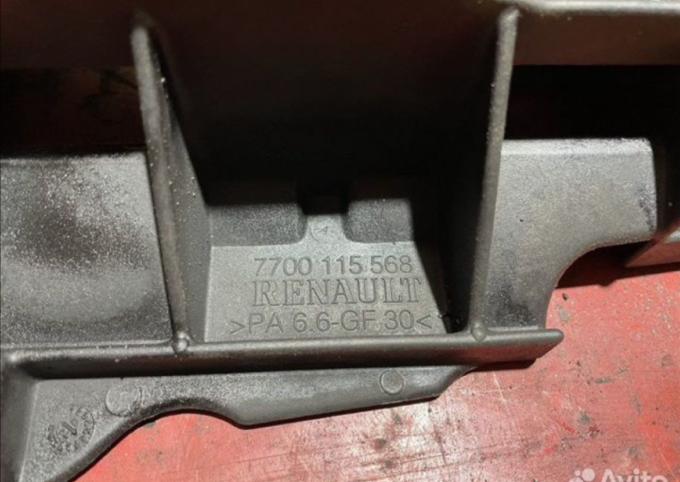 7700 115 568
RENAULT
>PA 6.6-GF 30<
Avito